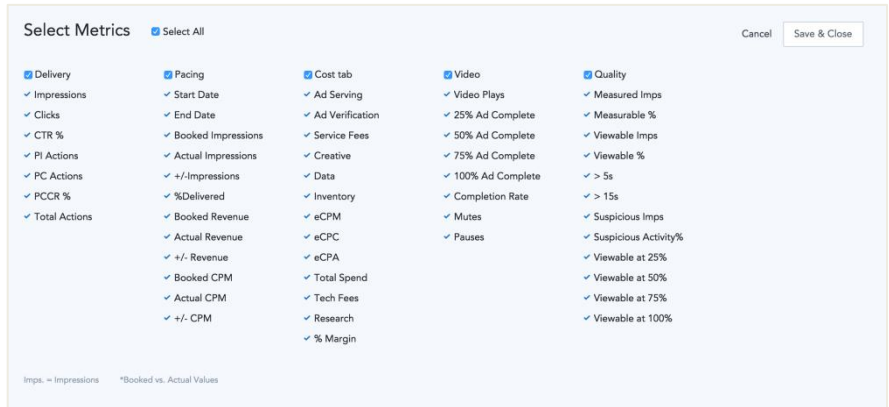 Select Metrics
Select All
Cancel
Save & Close
Delivery
Impressions
Clicks
CTR %
PI Actions
PC Actions
PCCR %
Total Actions
Pacing
Start Date
End Date
Booked Impressions
Actual Impressions
+/-Impressions
%Delivered
Booked Revenue
Actual Revenue
+/- Revenue
Booked CPM
Actual CPM
+/- CPM
Cost tab
Ad Serving
Ad Verification
Service Fees
Creative
Data
Inventory
eCPM
eCPC
eCPA
Total Spend
Tech Fees
Research
% Margin
Video
Video Plays
25% Ad Complete
50% Ad Complete
75% Ad Complete
100% Ad Complete
Completion Rate
Mutes
Pauses
Quality
Measured Imps
Measurable %
Viewable Imps
Viewable %
> 5s
> 15s
Suspicious Imps
Suspicious Activity%
Viewable at 25%
Viewable at 50%
Viewable at 75%
Viewable at 100%
Imps. = Impressions
*Booked vs. Actual Values